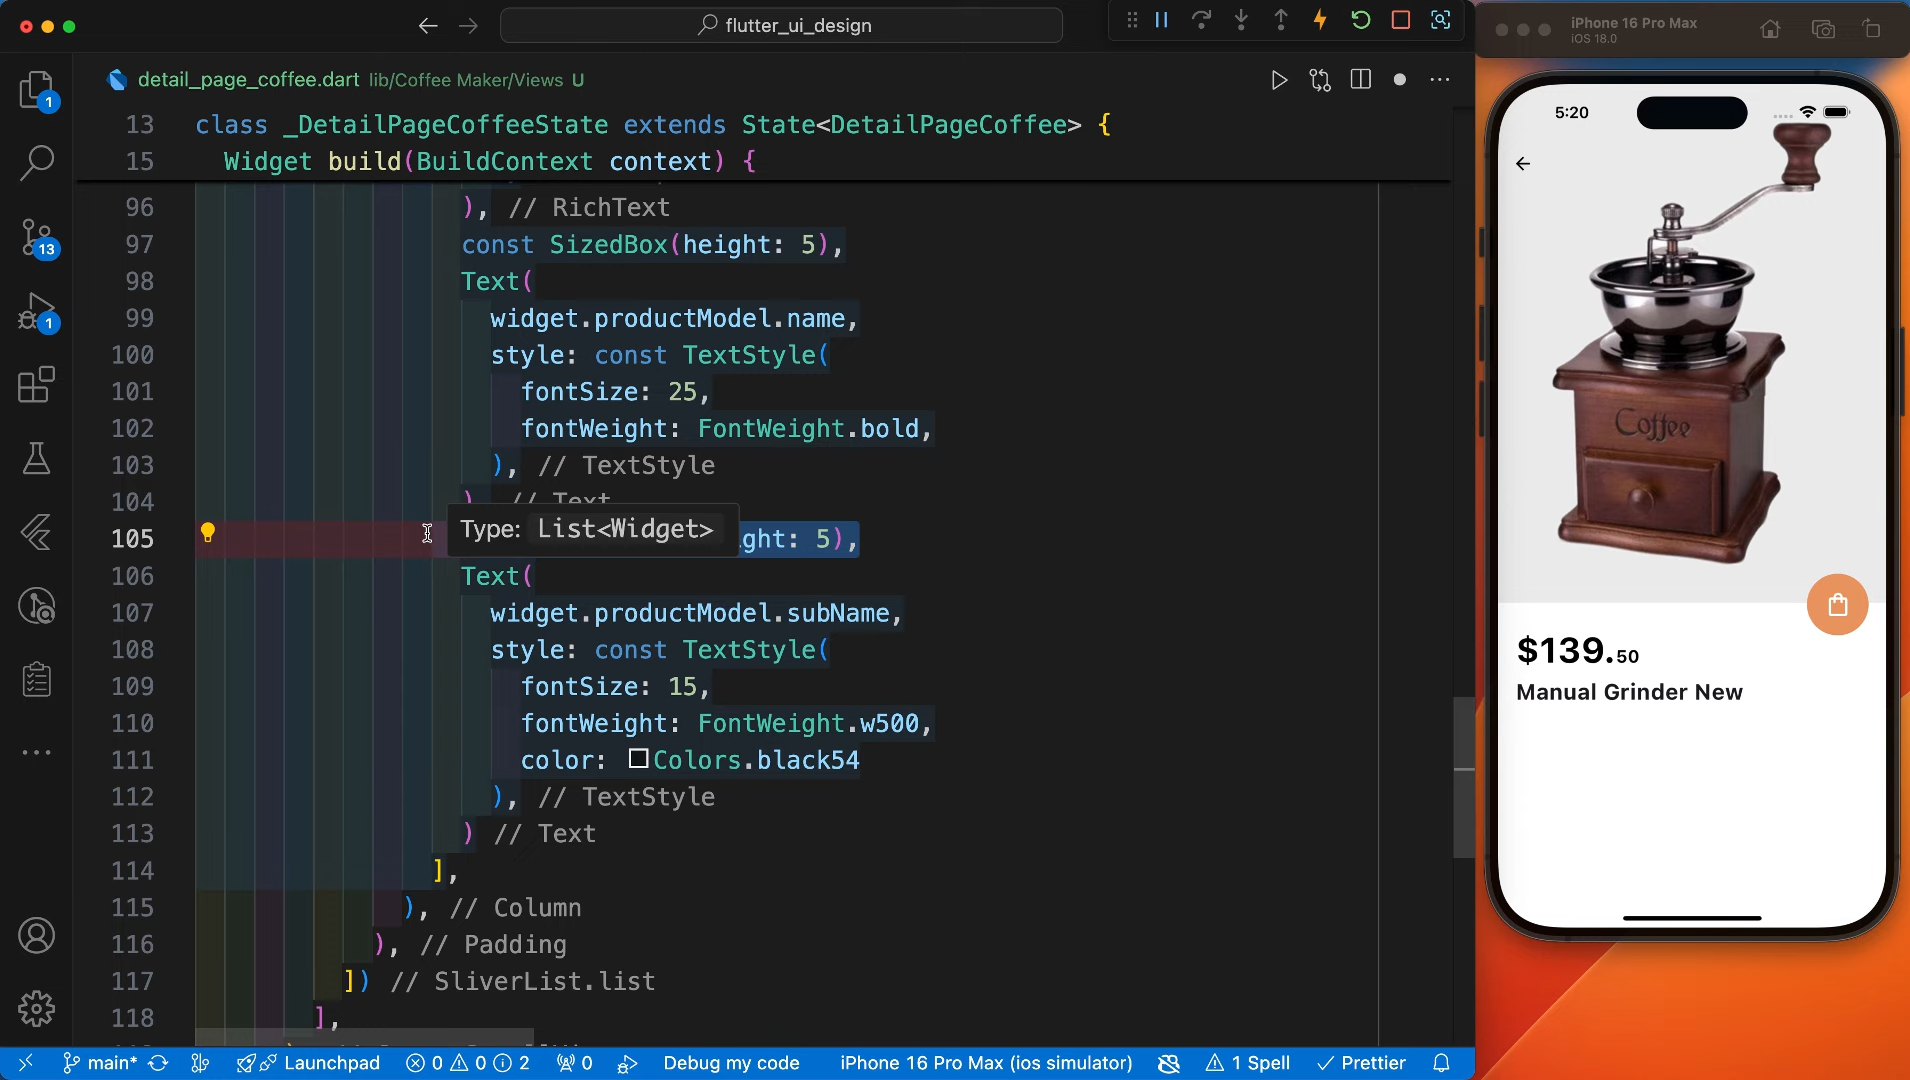 flutter_ui_design
detail_page_coffee.dart lib/Coffee Maker/Views U
13 class _DetailPageCoffeeState extends State<DetailPageCoffee> {
15 Widget build(BuildContext context) {
96 ), // RichText
97 const SizedBox(height: 5),
98 Text(
99 widget.productModel.name,
100 style: const TextStyle(
101 fontSize: 25,
102 fontWeight: FontWeight.bold,
103 ), // TextStyle
104 ) // Text
105 ght: 5),
Type: List<Widget>
106 Text(
107 widget.productModel.subName,
108 style: const TextStyle(
109 fontSize: 15,
110 fontWeight: FontWeight.w500,
111 color: Colors.black54
112 ), // TextStyle
113 ) // Text
114 ],
115 ), // Column
116 ), // Padding
117 ]) // SliverList.list
118 ],
1
13
1
main* Launchpad 0 0 2 0 Debug my code iPhone 16 Pro Max (ios simulator) 1 Spell Prettier
iPhone 16 Pro Max
iOS 18.0
5:20
Coffee
$139.50
Manual Grinder New